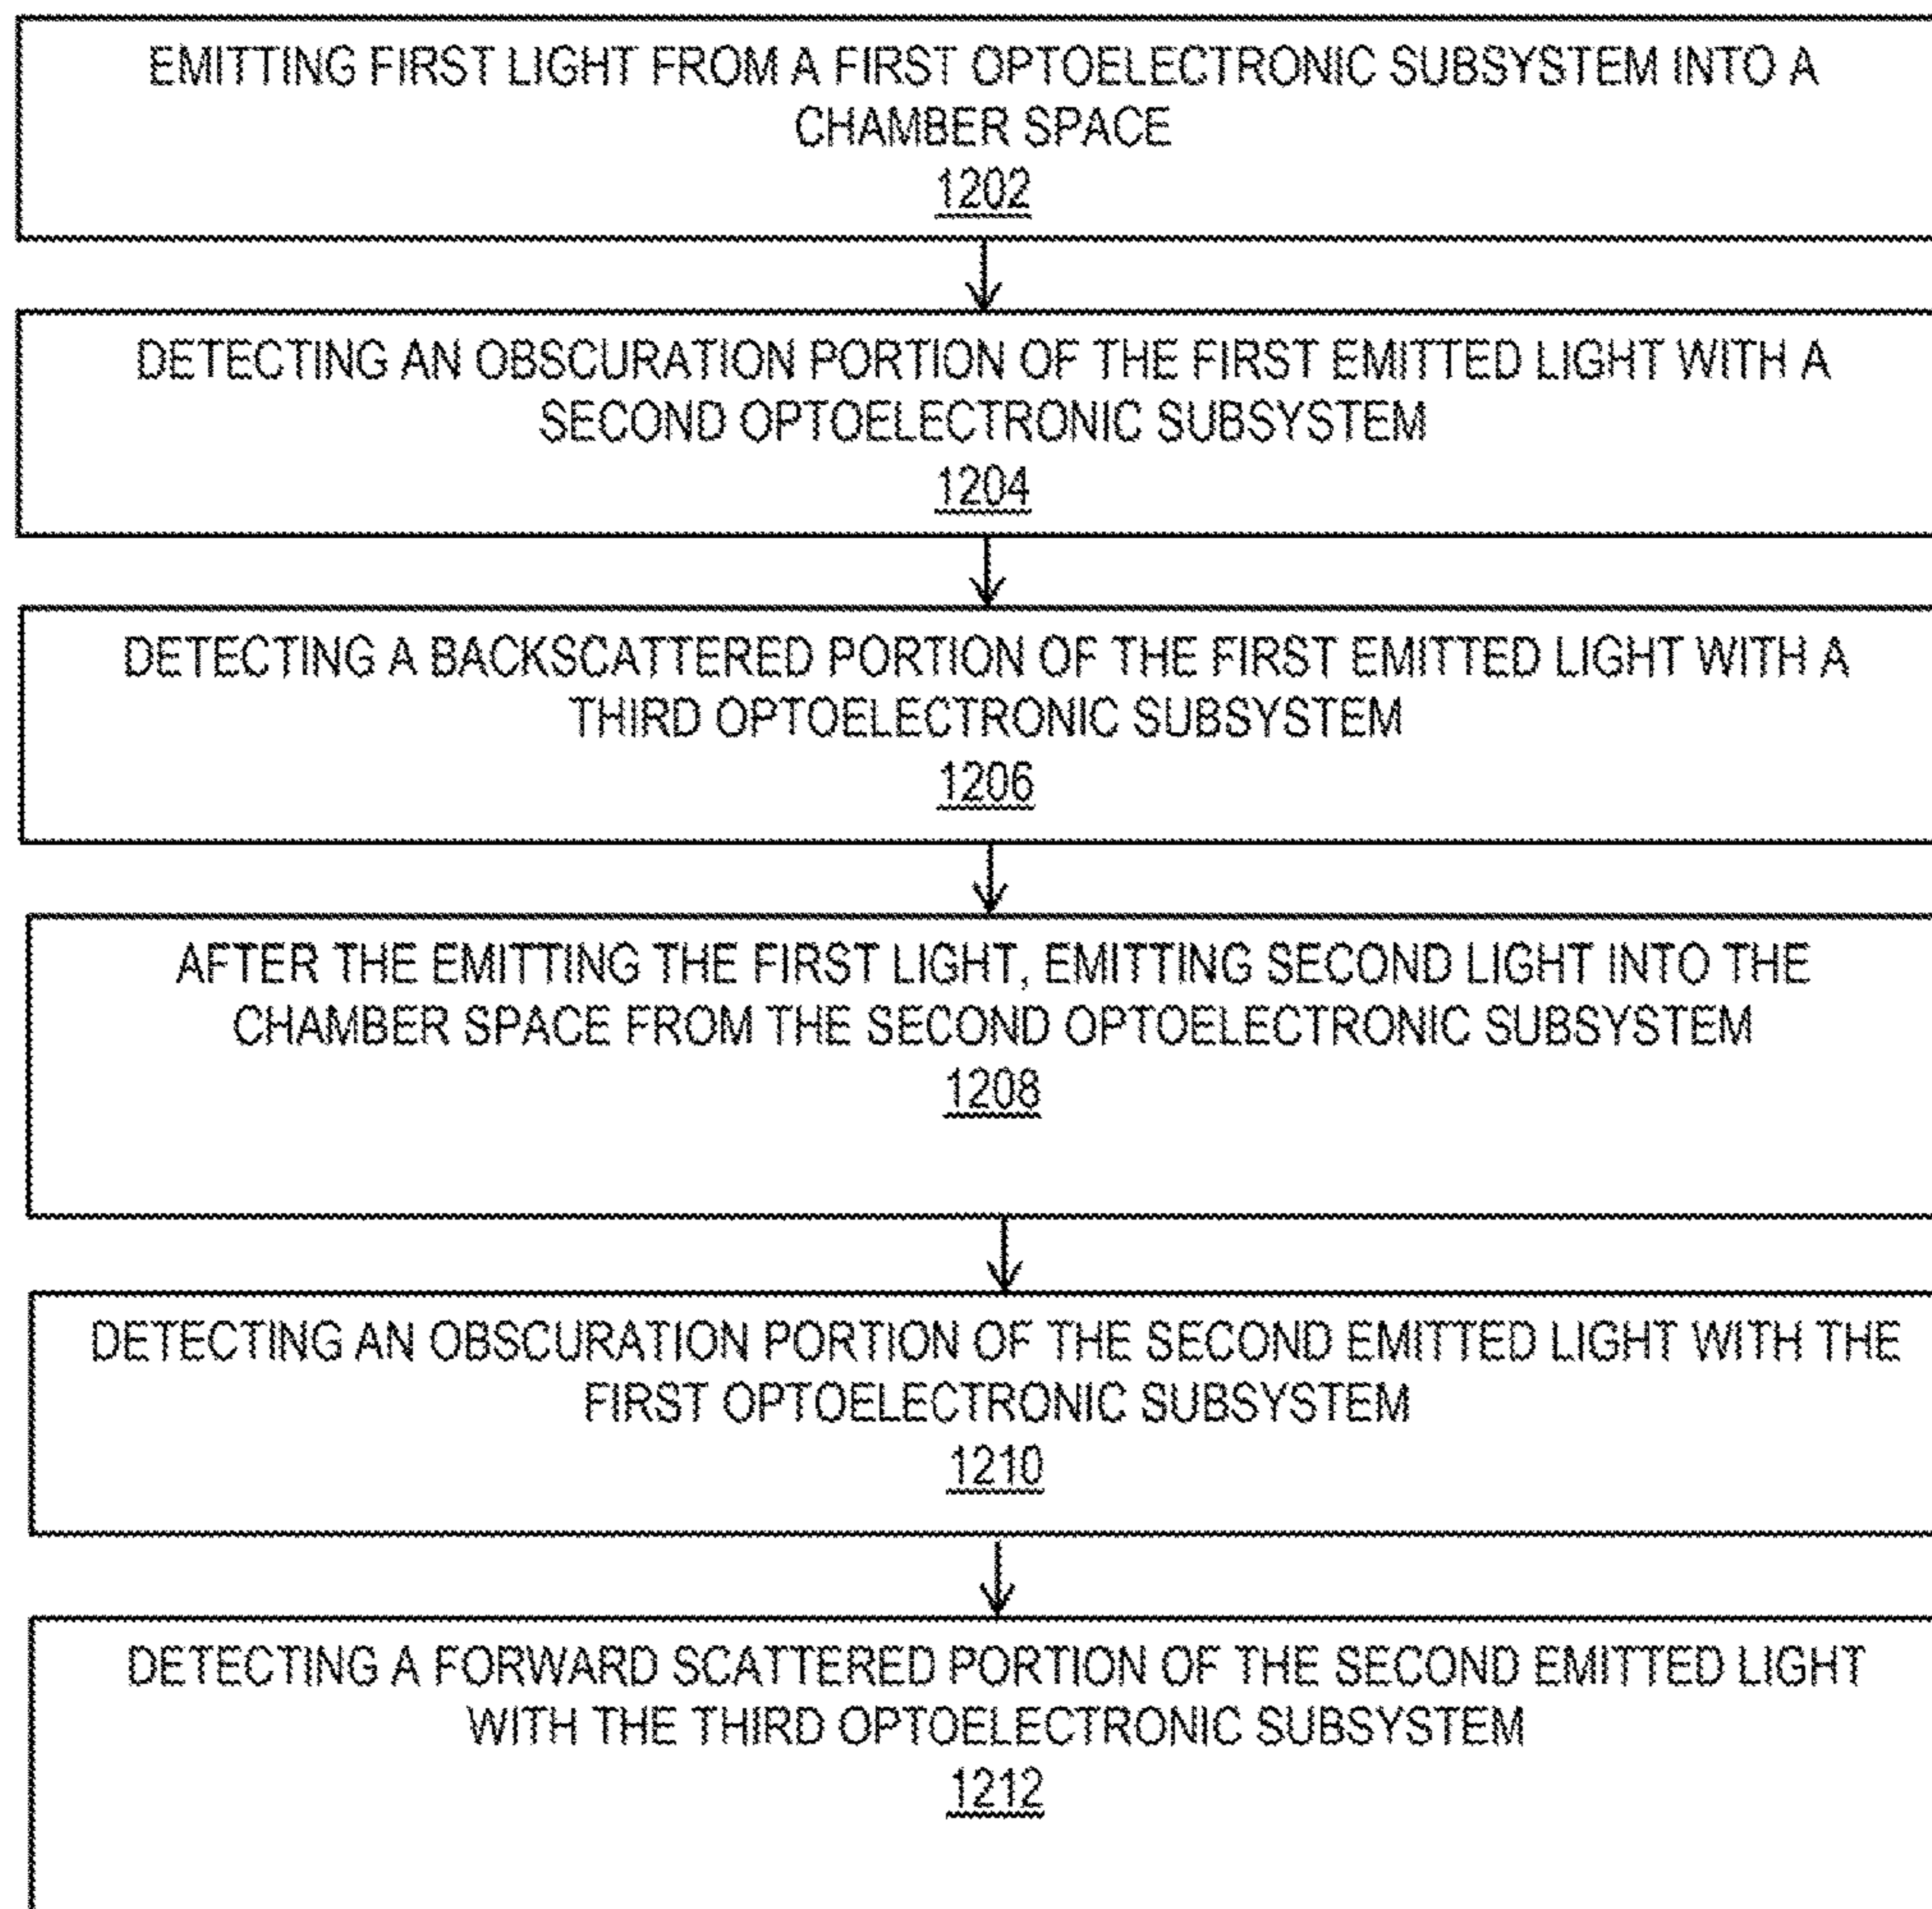 EMITTING FIRST LIGHT FROM A FIRST OPTOELECTRONIC SUBSYSTEM INTO A
CHAMBER SPACE
1202
DETECTING AN OBSCURATION PORTION OF THE FIRST EMITTED LIGHT WITH A
SECOND OPTOELECTRONIC SUBSYSTEM
1204
DETECTING A BACKSCATTERED PORTION OF THE FIRST EMITTED LIGHT WITH A
THIRD OPTOELECTRONIC SUBSYSTEM
1206
AFTER THE EMITTING THE FIRST LIGHT, EMITTING SECOND LIGHT INTO THE
CHAMBER SPACE FROM THE SECOND OPTOELECTRONIC SUBSYSTEM
1208
DETECTING AN OBSCURATION PORTION OF THE SECOND EMITTED LIGHT WITH THE
FIRST OPTOELECTRONIC SUBSYSTEM
1210
DETECTING A FORWARD SCATTERED PORTION OF THE SECOND EMITTED LIGHT
WITH THE THIRD OPTOELECTRONIC SUBSYSTEM
1212